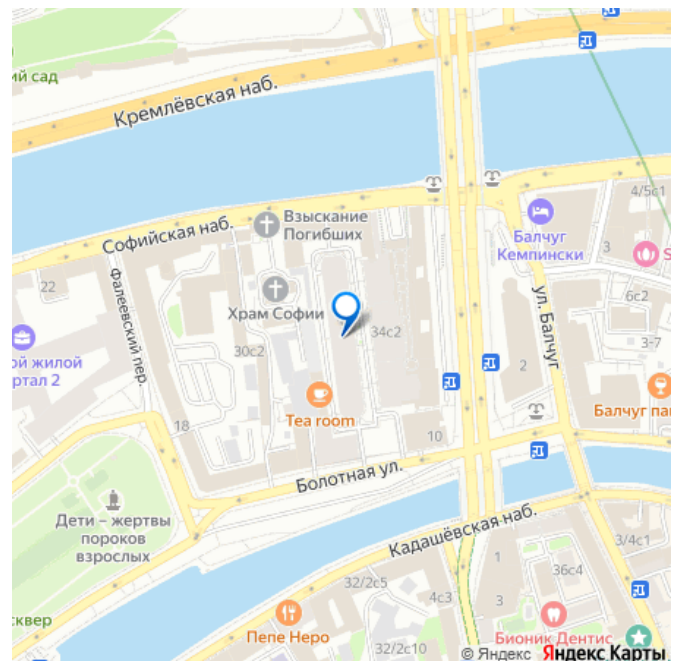 ий сад
Кремлёвская наб.
4/5с1
Взыскание
Погибших
Софийская наб.
Балчуг
Кемпински
3
S
22
Фалеевский пер.
Храм Софии
34с2
ул. Балчуг
6с2
ой жилой
ртал 2
30с2
3-7
2
Tea room
Балчуг па
18
10
Болотная ул.
Дети – жертвы
пороков
взрослых
Кадашёвская наб.
3/4с1
1
36с4
32/2с5
4с3
3
сквер
Пепе Неро
Бионик Дентис
32/2с10
© Яндекс Яндекс Карты